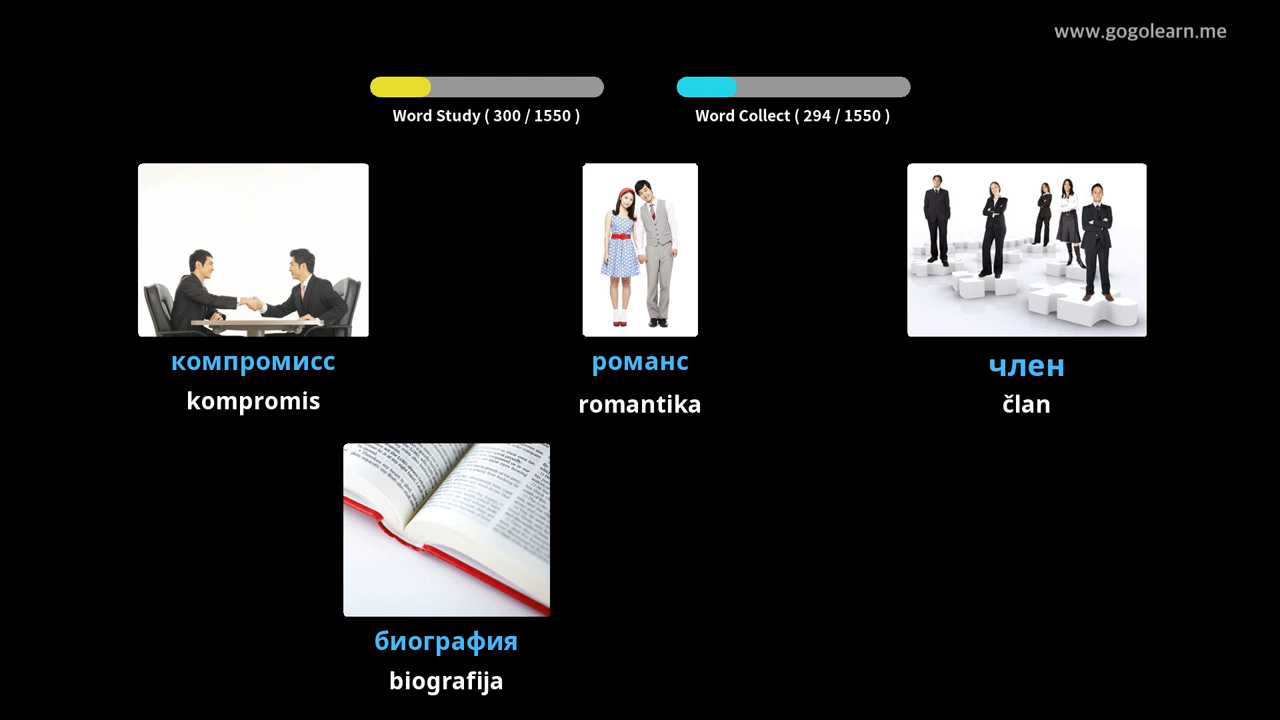 www.gogolearn.me
Word Study ( 300 / 1550 )
Word Collect ( 294 / 1550 )
компромисс
kompromis
романс
romantika
член
član
биография
biografija